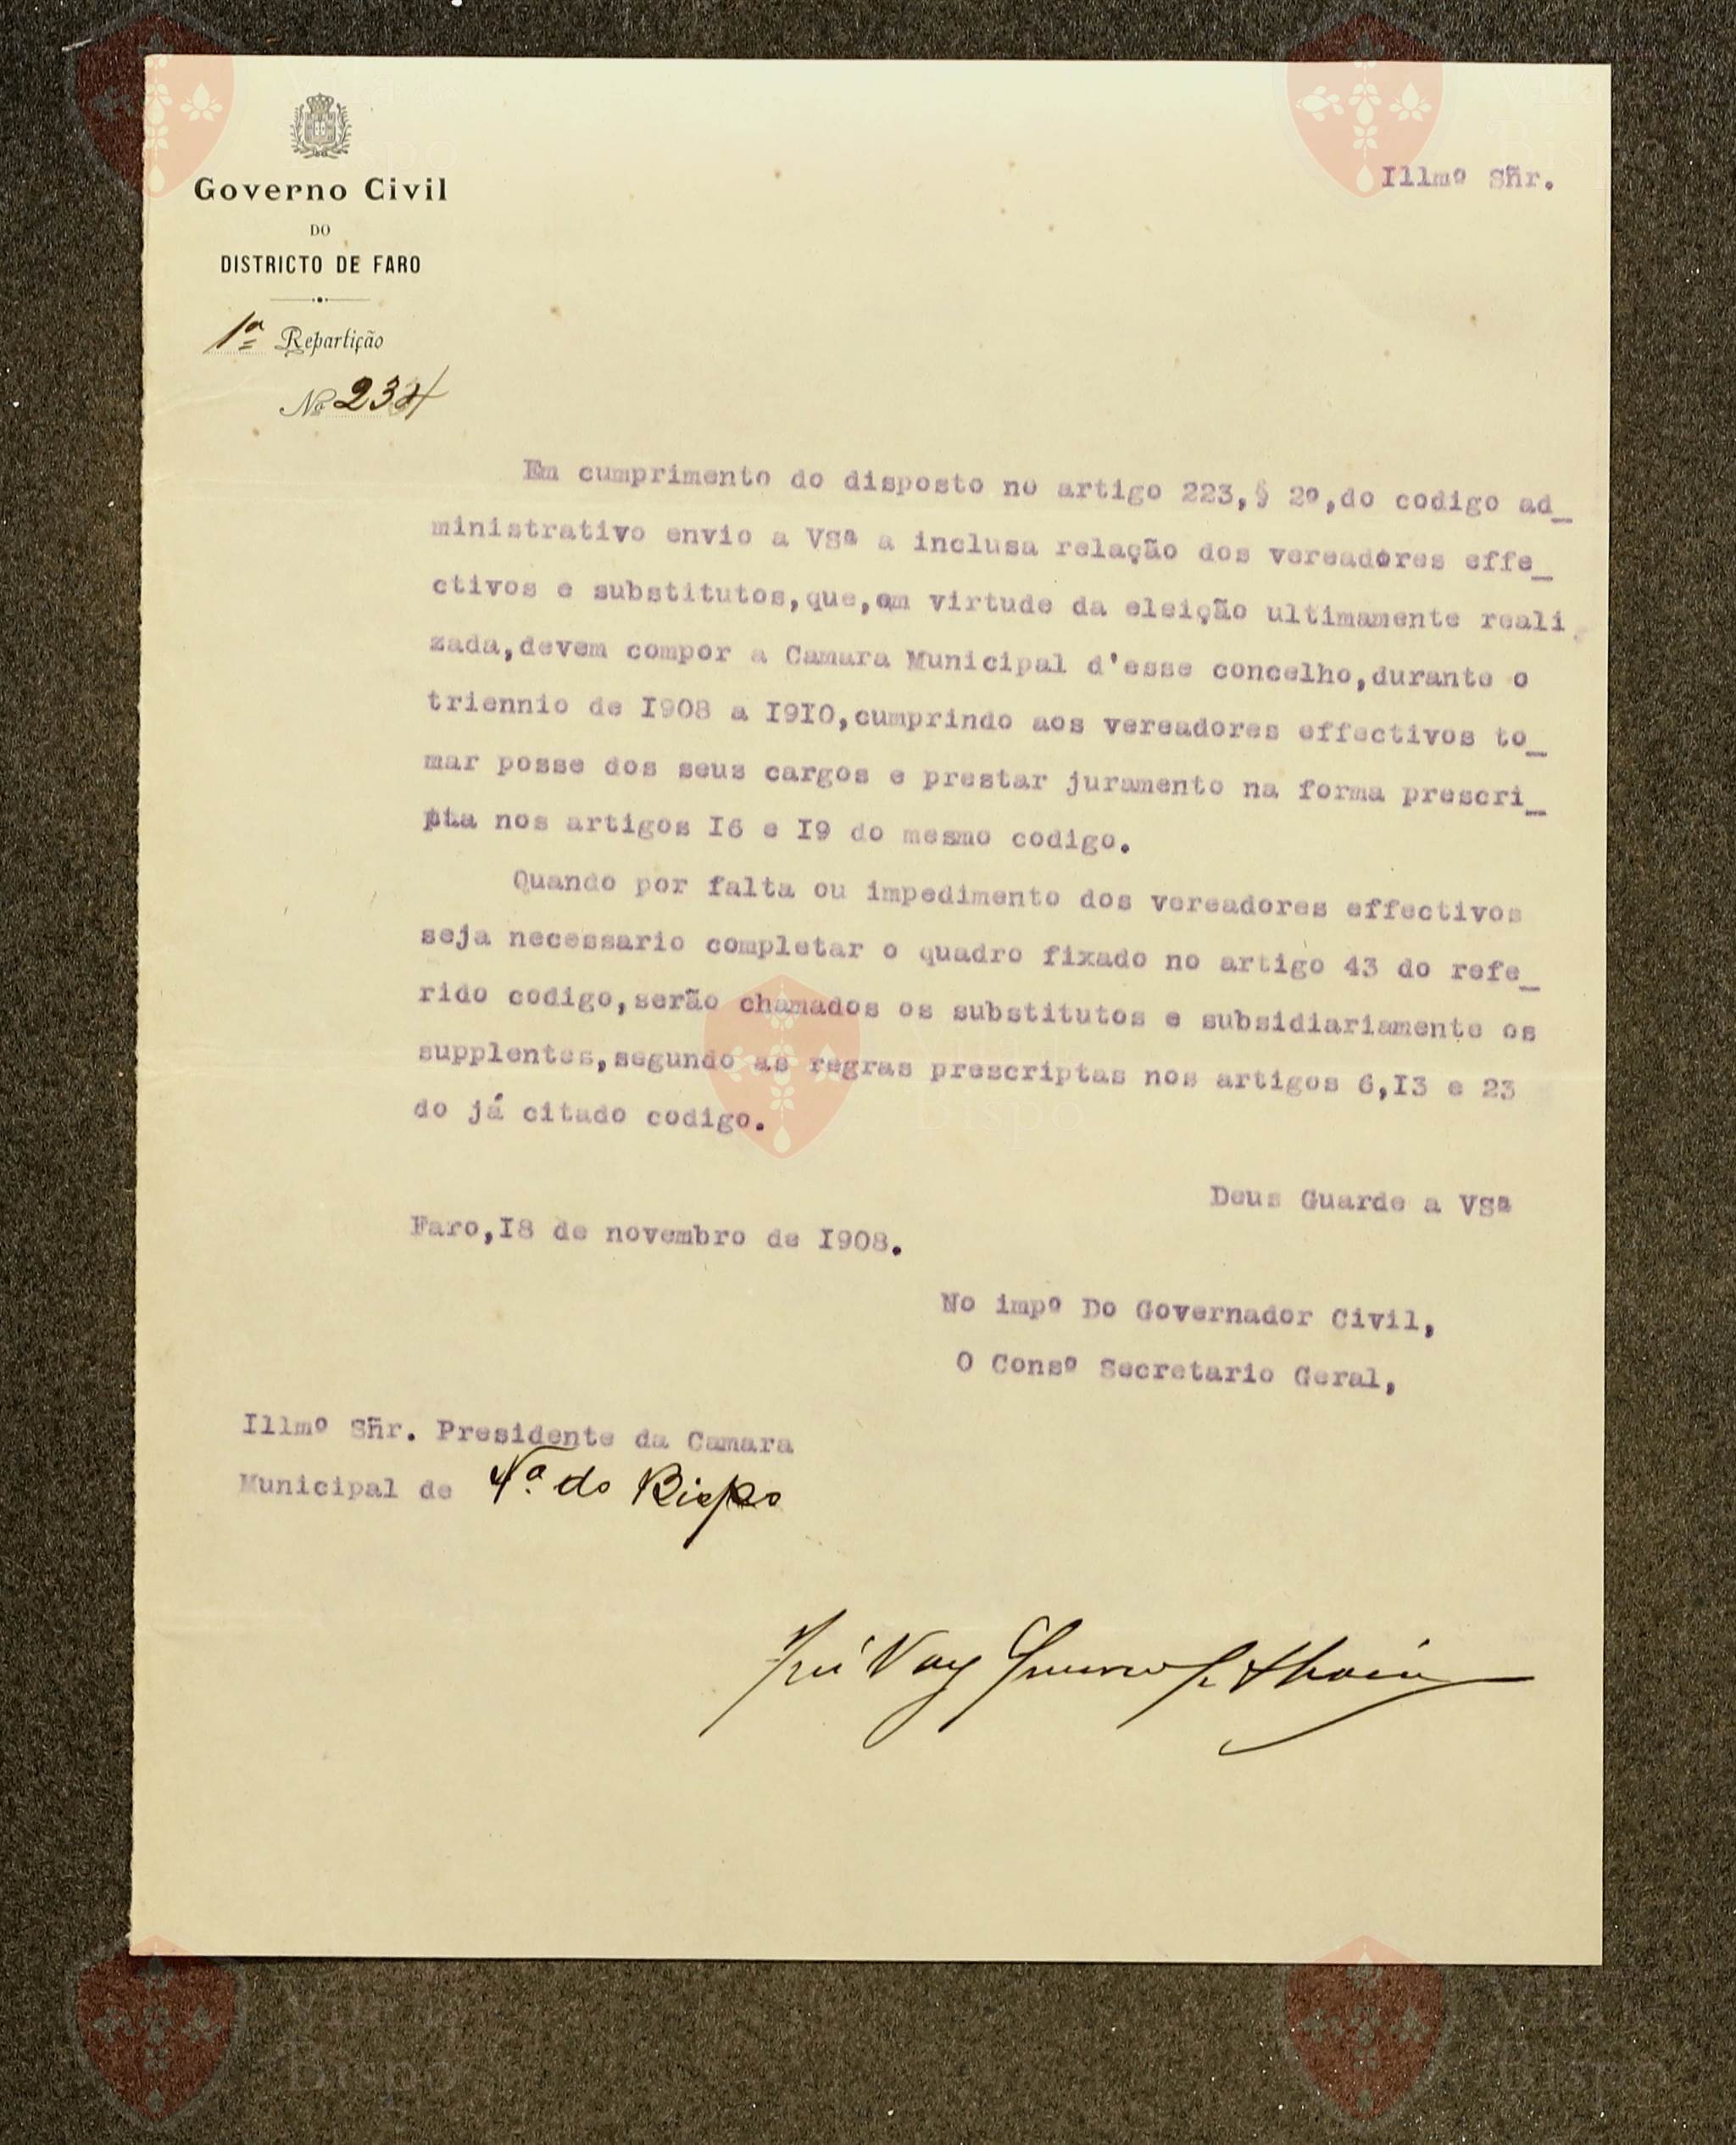 Governo Civil
DO
DISTRICTO DE FARO
1ª Repartição
Nº 234
Illmº Sñr.
Em cumprimento do disposto no artigo 223,§ 2º,do codigo ad_
ministrativo envio a VSª a inclusa relação dos vereadores effe_
ctivos e substitutos,que,em virtude da eleição ultimamente reali_
zada,devem compor a Camara Municipal d'esse concelho,durante o
triennio de I908 a I9I0,cumprindo aos vereadores effectivos to_
mar posse dos seus cargos e prestar juramento na forma prescri_
pta nos artigos I6 e I9 do mesmo codigo.
Quando por falta ou impedimento dos vereadores effectivos
seja necessario completar o quadro fixado no artigo 43 do refe_
rido codigo,serão chamados os substitutos e subsidiariamente os
supplentes,segundo as regras prescriptas nos artigos 6,I3 e 23
do já citado codigo.
Deus Guarde a VSª
Faro,I8 de novembro de I908.
No impº Do Governador Civil,
O Consº Secretario Geral,
Illmº Sñr. Presidente da Camara
Municipal de Vª do Bispo
José Vaz
Vila do
Bispo